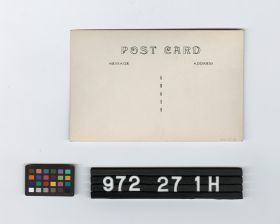 POST CARD
MESSAGE ADDRESS
972 27 1H